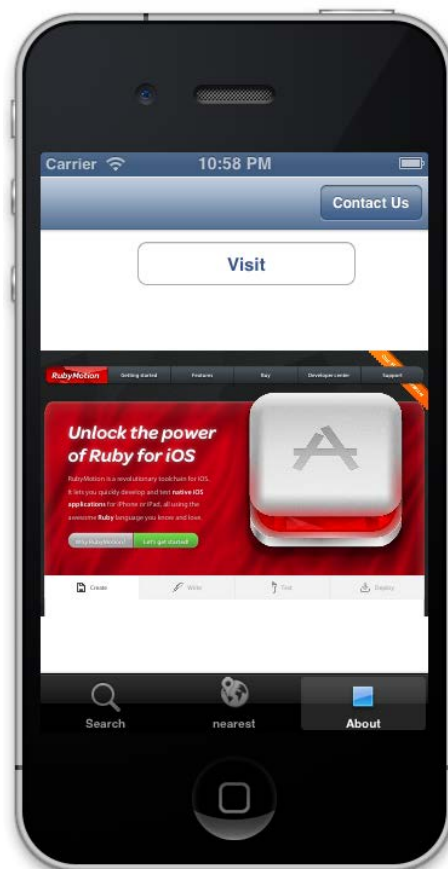 Carrier 10:58 PM
Contact Us
Visit
RubyMotion Getting started Features Buy Developer center Support
Unlock the power
of Ruby for iOS
RubyMotion is a revolutionary toolchain for iOS.
It lets you quickly develop and test native iOS
applications for iPhone or iPad, all using the
awesome Ruby language you know and love.
Why RubyMotion? Let's get started!
Create Write Test Deploy
Search nearest About